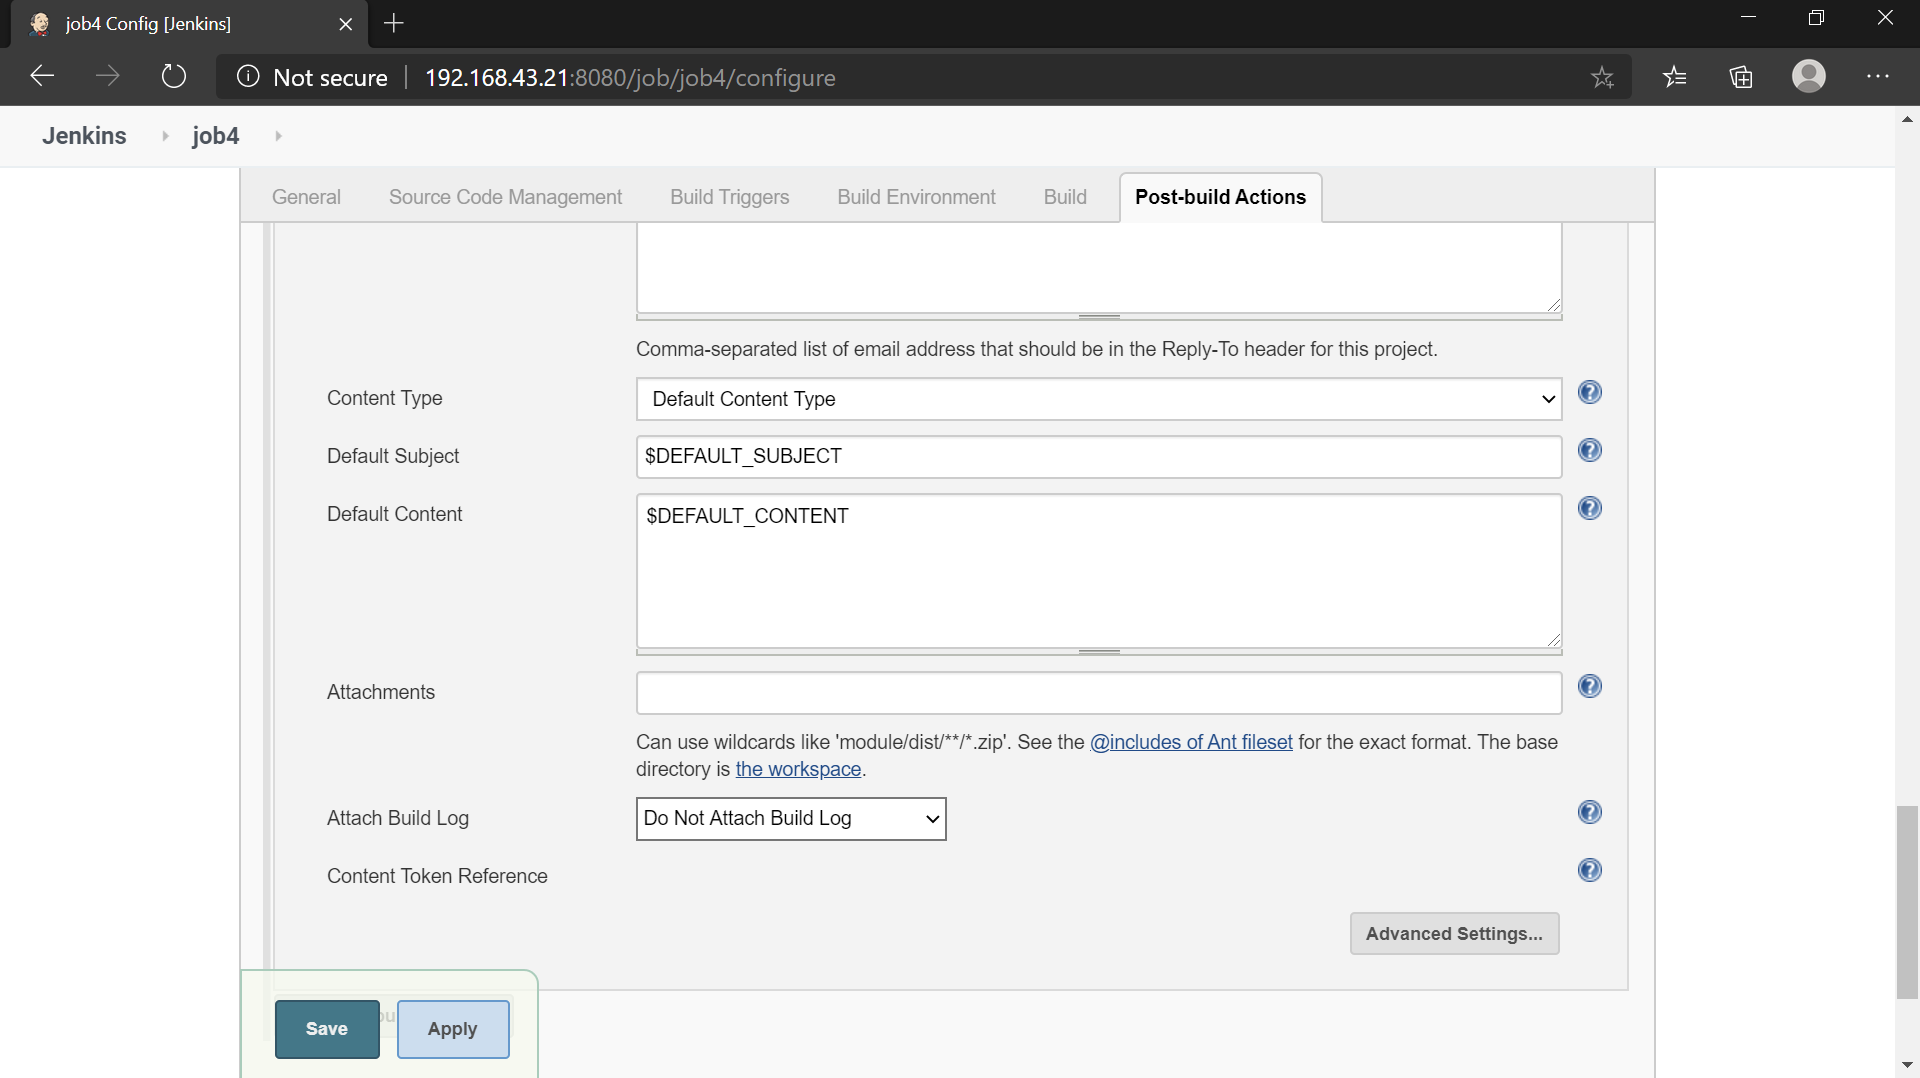 job4 Config [Jenkins]
Not secure
192.168.43.21:8080/job/job4/configure
Jenkins
job4
General
Source Code Management
Build Triggers
Build Environment
Build
Post-build Actions
Comma-separated list of email address that should be in the Reply-To header for this project.
Content Type
Default Content Type
Default Subject
$DEFAULT_SUBJECT
Default Content
$DEFAULT_CONTENT
Attachments
Can use wildcards like 'module/dist/**/*.zip'. See the @includes of Ant fileset for the exact format. The base
directory is the workspace.
Attach Build Log
Do Not Attach Build Log
Content Token Reference
Advanced Settings...
Save
Apply